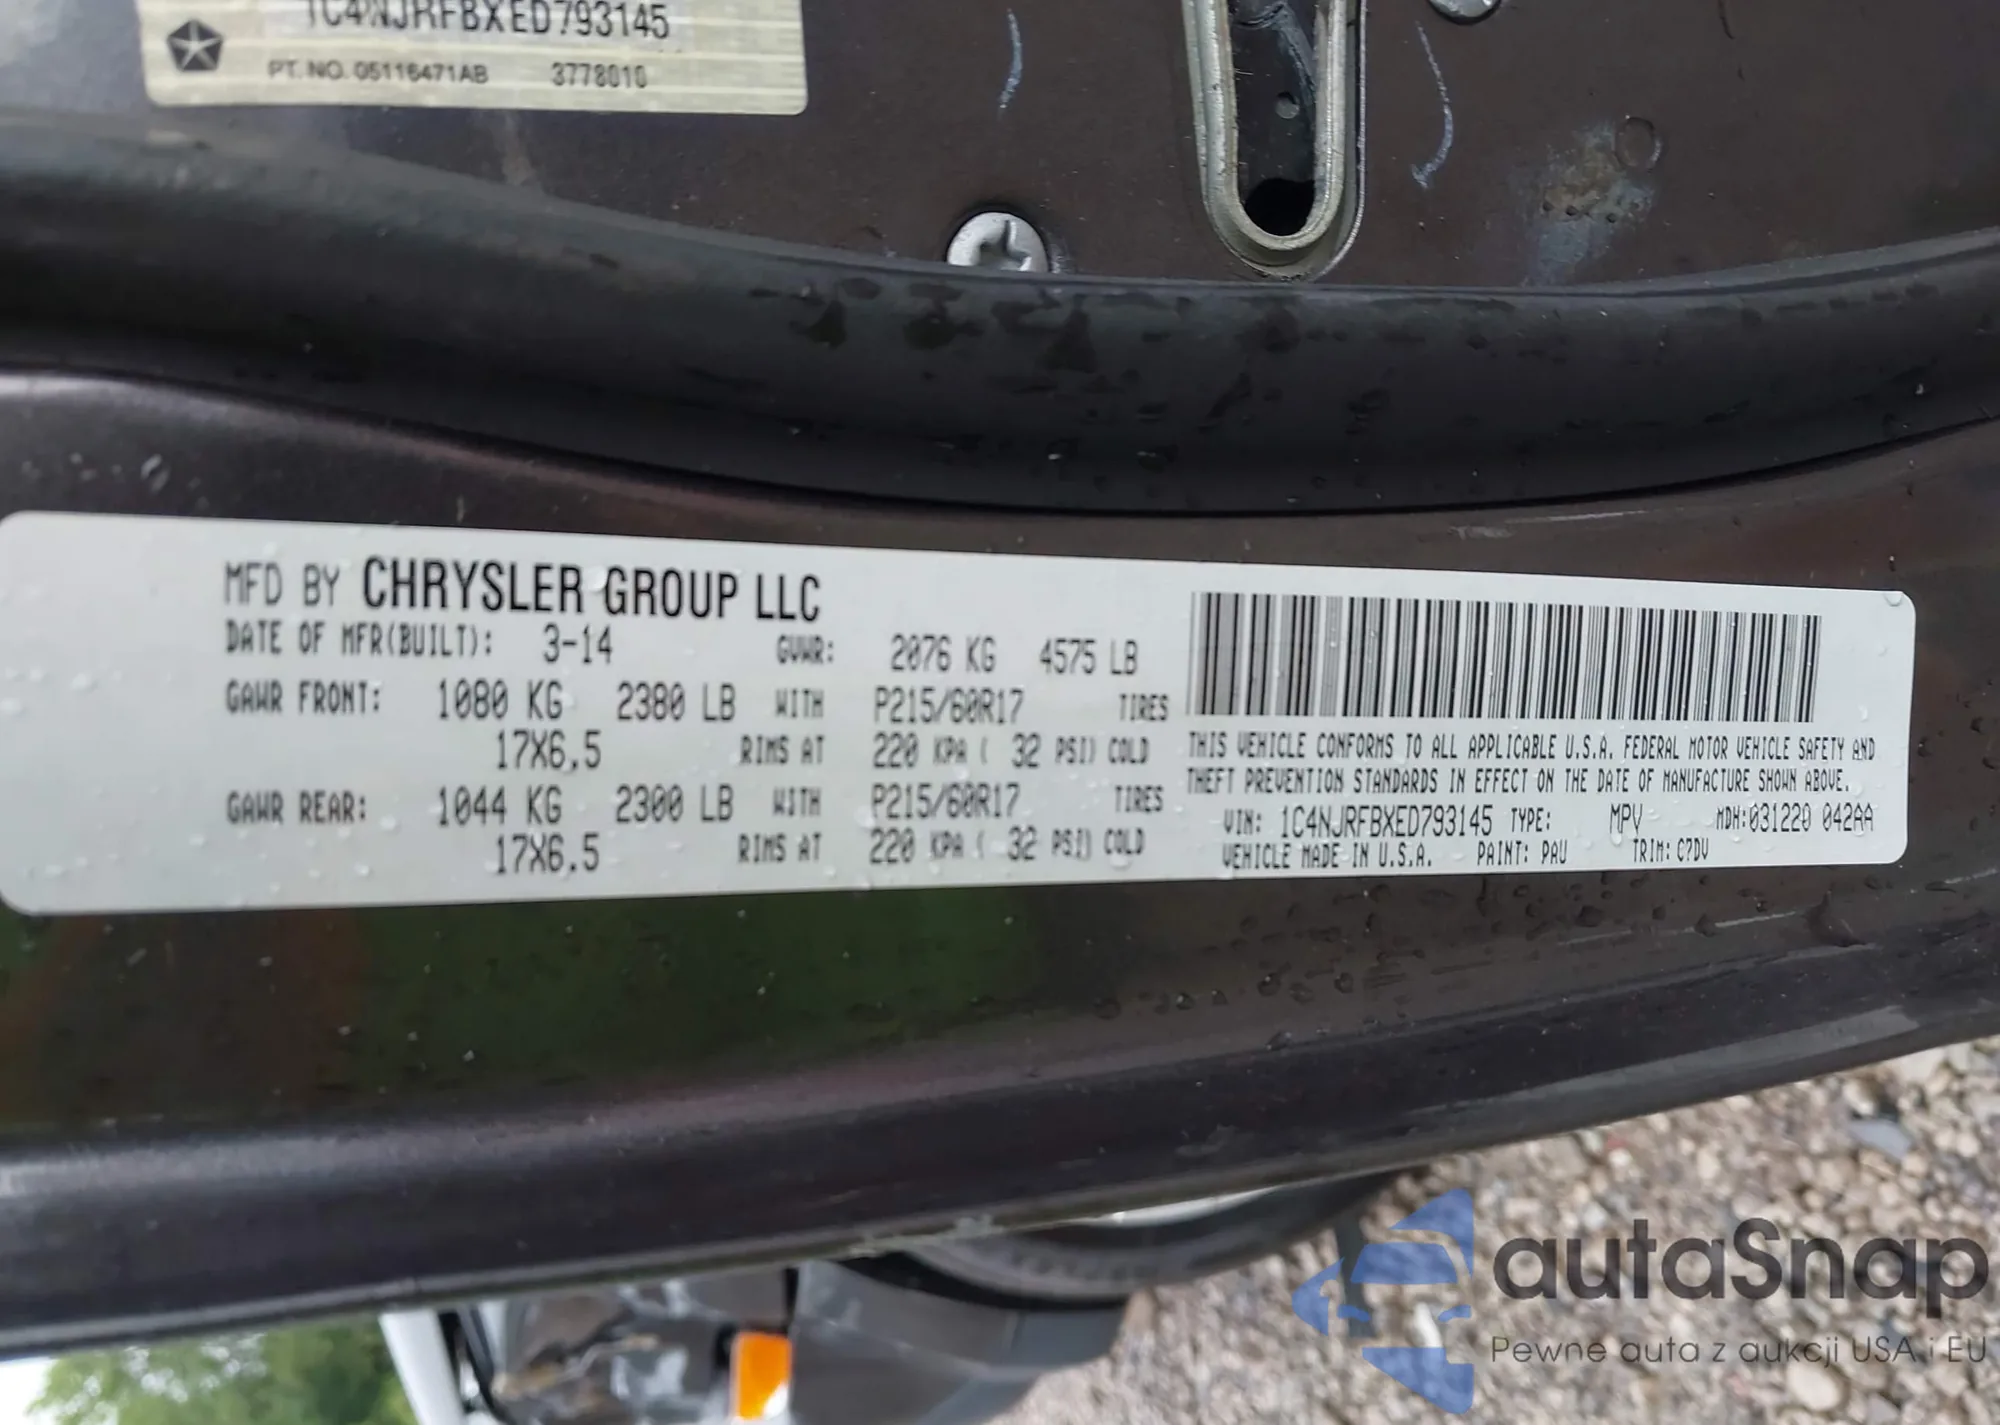 1C4NJRFBXED793145
PT. NO. 05116471AB 3778010
MFD BY CHRYSLER GROUP LLC
DATE OF MFR(BUILT): 3-14 GVWR: 2076 KG 4575 LB
GAWR FRONT: 1080 KG 2380 LB WITH P215/60R17 TIRES
17X6.5 RIMS AT 220 KPA ( 32 PSI) COLD
GAWR REAR: 1044 KG 2300 LB WITH P215/60R17 TIRES
17X6.5 RIMS AT 220 KPA ( 32 PSI) COLD
THIS VEHICLE CONFORMS TO ALL APPLICABLE U.S.A. FEDERAL MOTOR VEHICLE SAFETY AND
THEFT PREVENTION STANDARDS IN EFFECT ON THE DATE OF MANUFACTURE SHOWN ABOVE.
VIN: 1C4NJRFBXED793145 TYPE: MPV MDH:031220 042AA
VEHICLE MADE IN U.S.A. PAINT: PAU TRIM: C7DV
autaSnap
Pewne auta z aukcji USA i EU